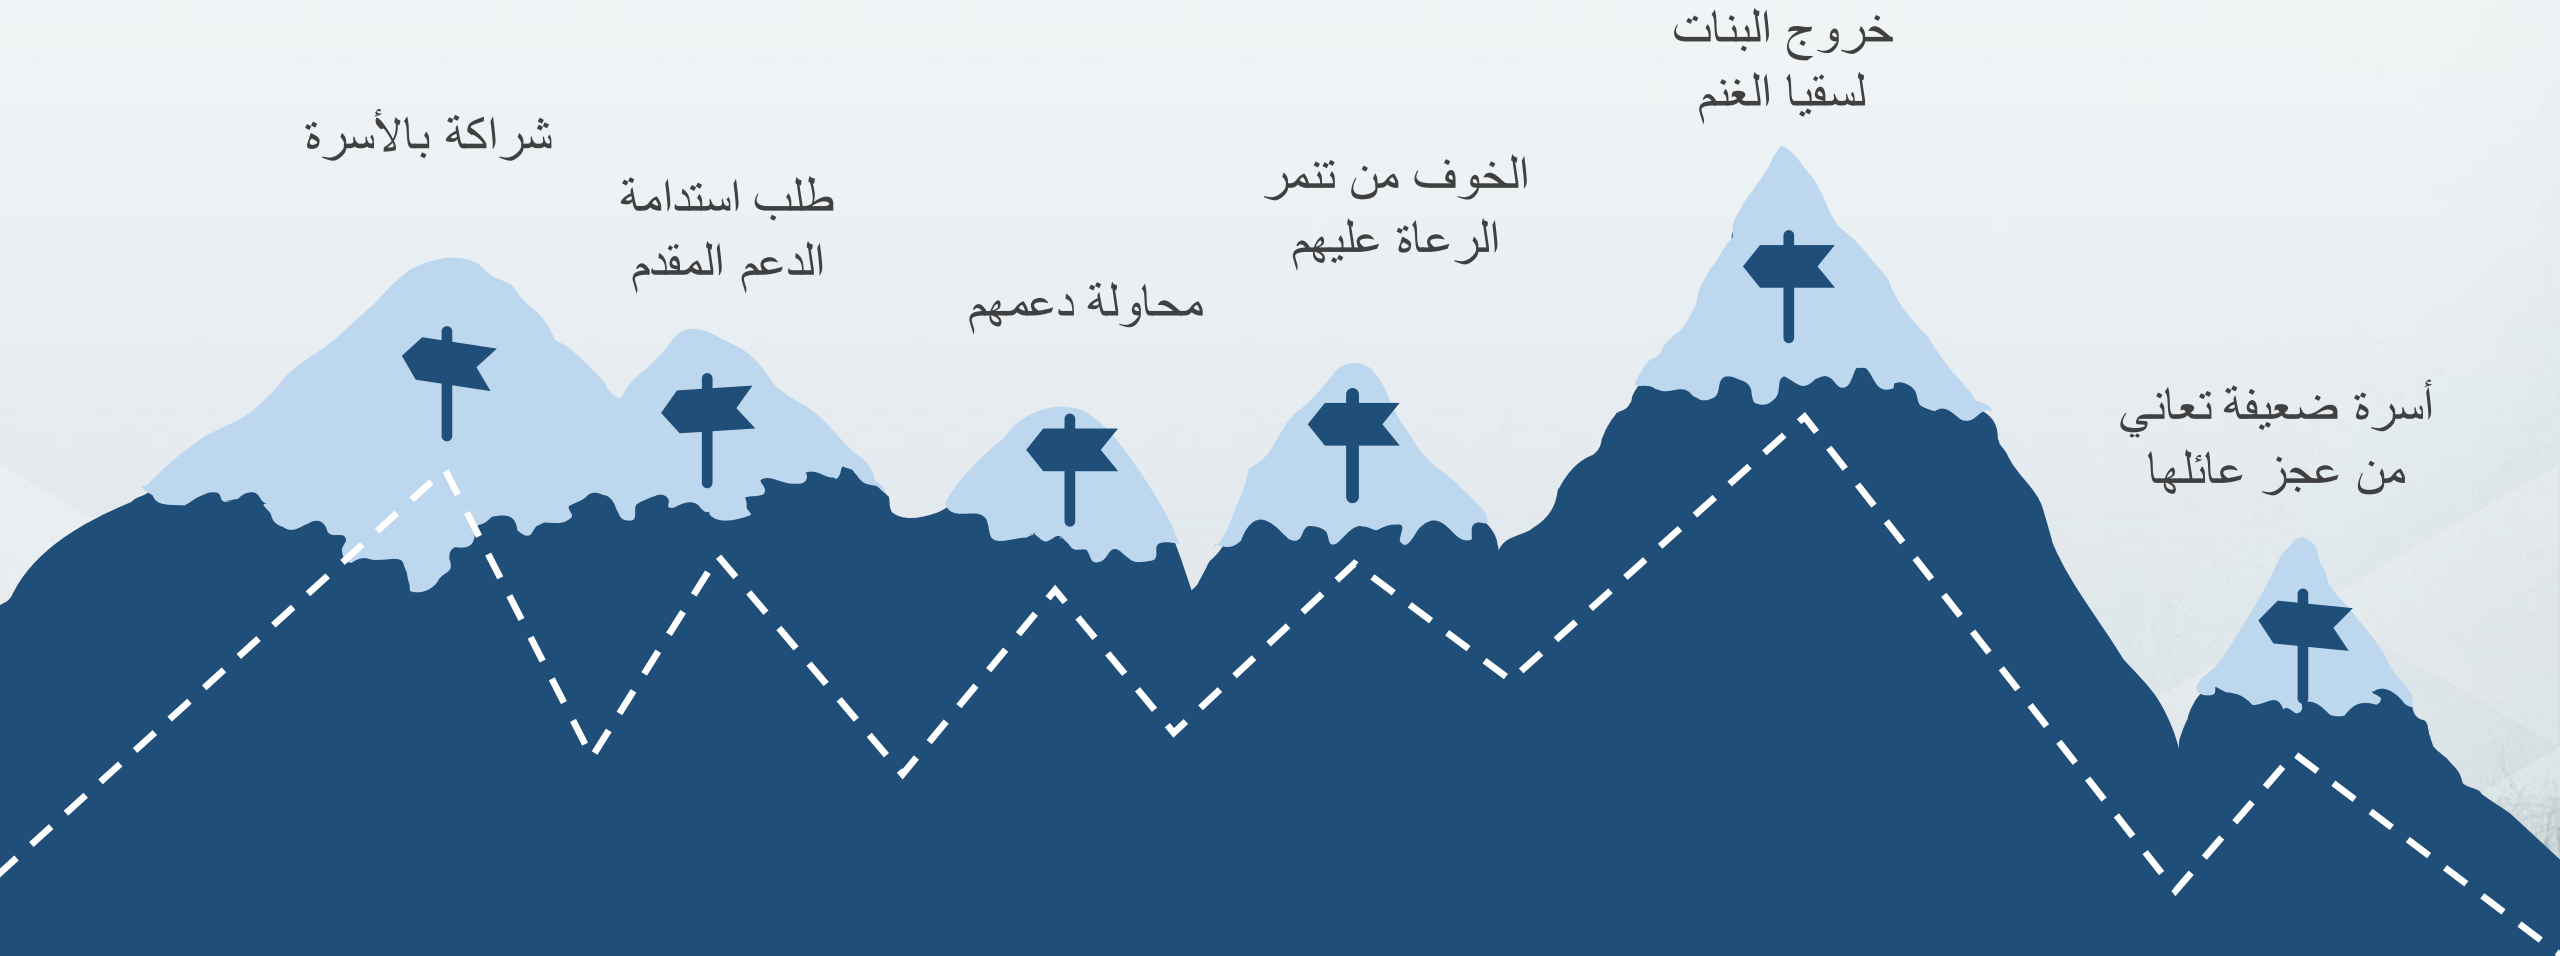 أسرة ضعيفة تعاني
من عجز عائلها
خروج البنات
لسقيا الغنم
الخوف من تنمر
الرعاة عليهم
محاولة دعمهم
طلب استدامة
الدعم المقدم
شراكة بالأسرة